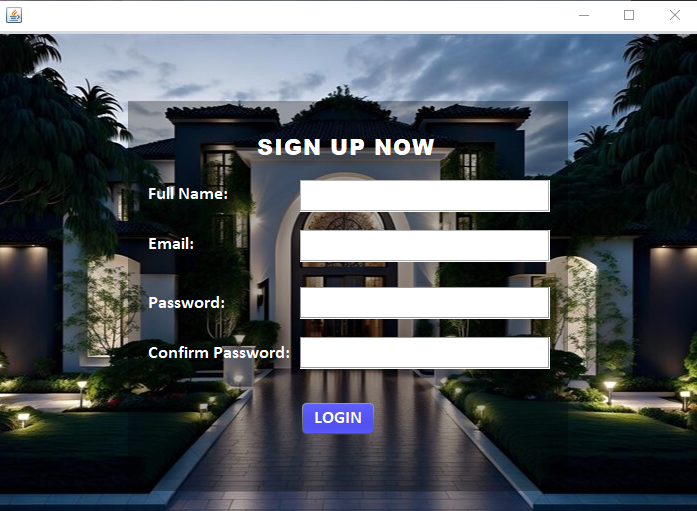 SIGN UP NOW
Full Name:
Email:
Password:
Confirm Password:
LOGIN